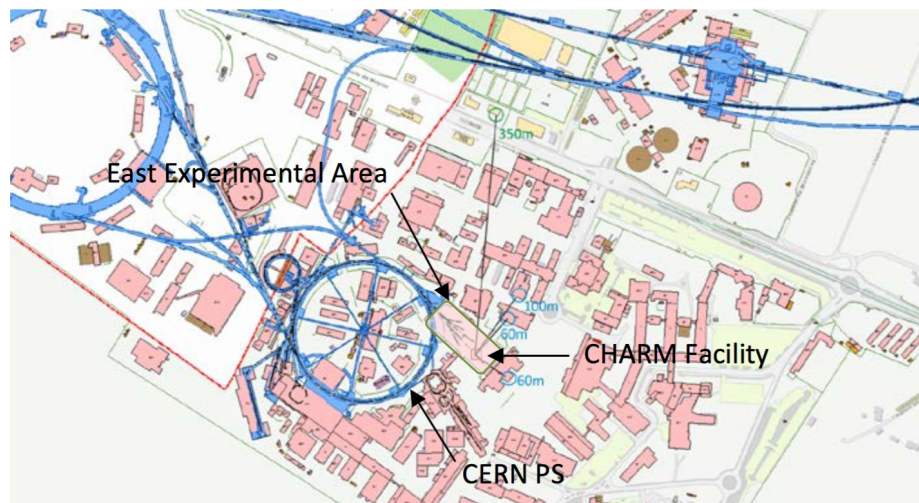 350m
East Experimental Area
100m
60m
CHARM Facility
60m
CERN PS